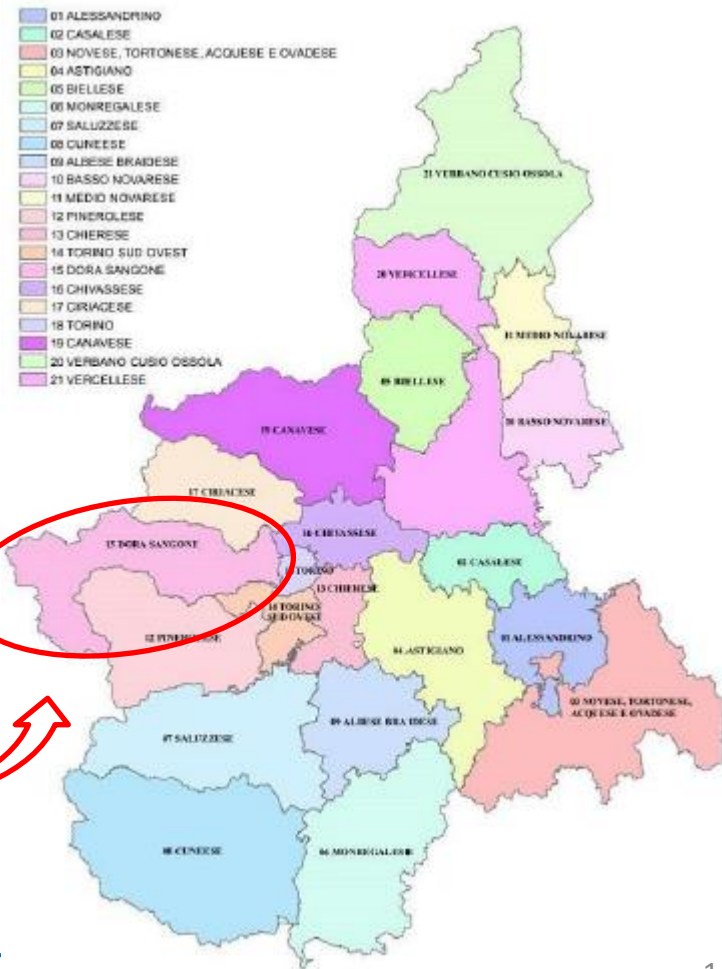 01 ALESSANDRINO
02 CASALESE
03 NOVESE, TORTONESE, ACQUESE E OVADESE
04 ASTIGIANO
05 BIELLESE
06 MONREGALESE
07 SALUZZESE
08 CUNEESE
09 ALBESE BRAIDESE
10 BASSO NOVARESE
11 MEDIO NOVARESE
12 PINEROLESE
13 CHIERESE
14 TORINO SUD OVEST
15 DORA SANGONE
16 CHIVASSESE
17 CIRIACESE
18 TORINO
19 CANAVESE
20 VERBANO CUSIO OSSOLA
21 VERCELLESE
21 VERBANO CUSIO OSSOLA
20 VERCELLESE
11 MEDIO NOVARESE
05 BIELLESE
10 BASSO NOVARESE
19 CANAVESE
17 CIRIACESE
16 CHIVASSESE
15 DORA SANGONE
02 CASALESE
TORINO
13 CHIERESE
14 TORINO
SUD OVEST
12 PINEROLESE
01 ALESSANDRINO
04 ASTIGIANO
03 NOVESE, TORTONESE,
ACQUESE E OVADESE
09 ALBESE BRAIDESE
07 SALUZZESE
08 CUNEESE
06 MONREGALESE
1